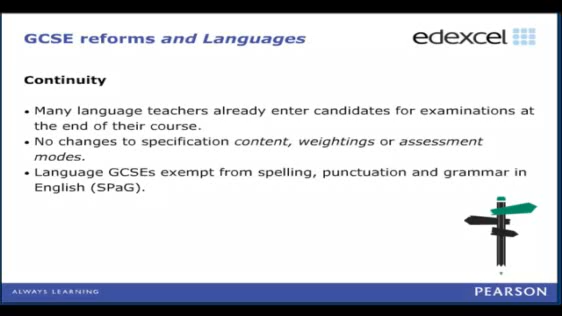 GCSE reforms and Languages
edexcel
Continuity
• Many language teachers already enter candidates for examinations at
the end of their course.
• No changes to specification content, weightings or assessment
modes.
• Language GCSEs exempt from spelling, punctuation and grammar in
English (SPaG).
ALWAYS LEARNING
PEARSON